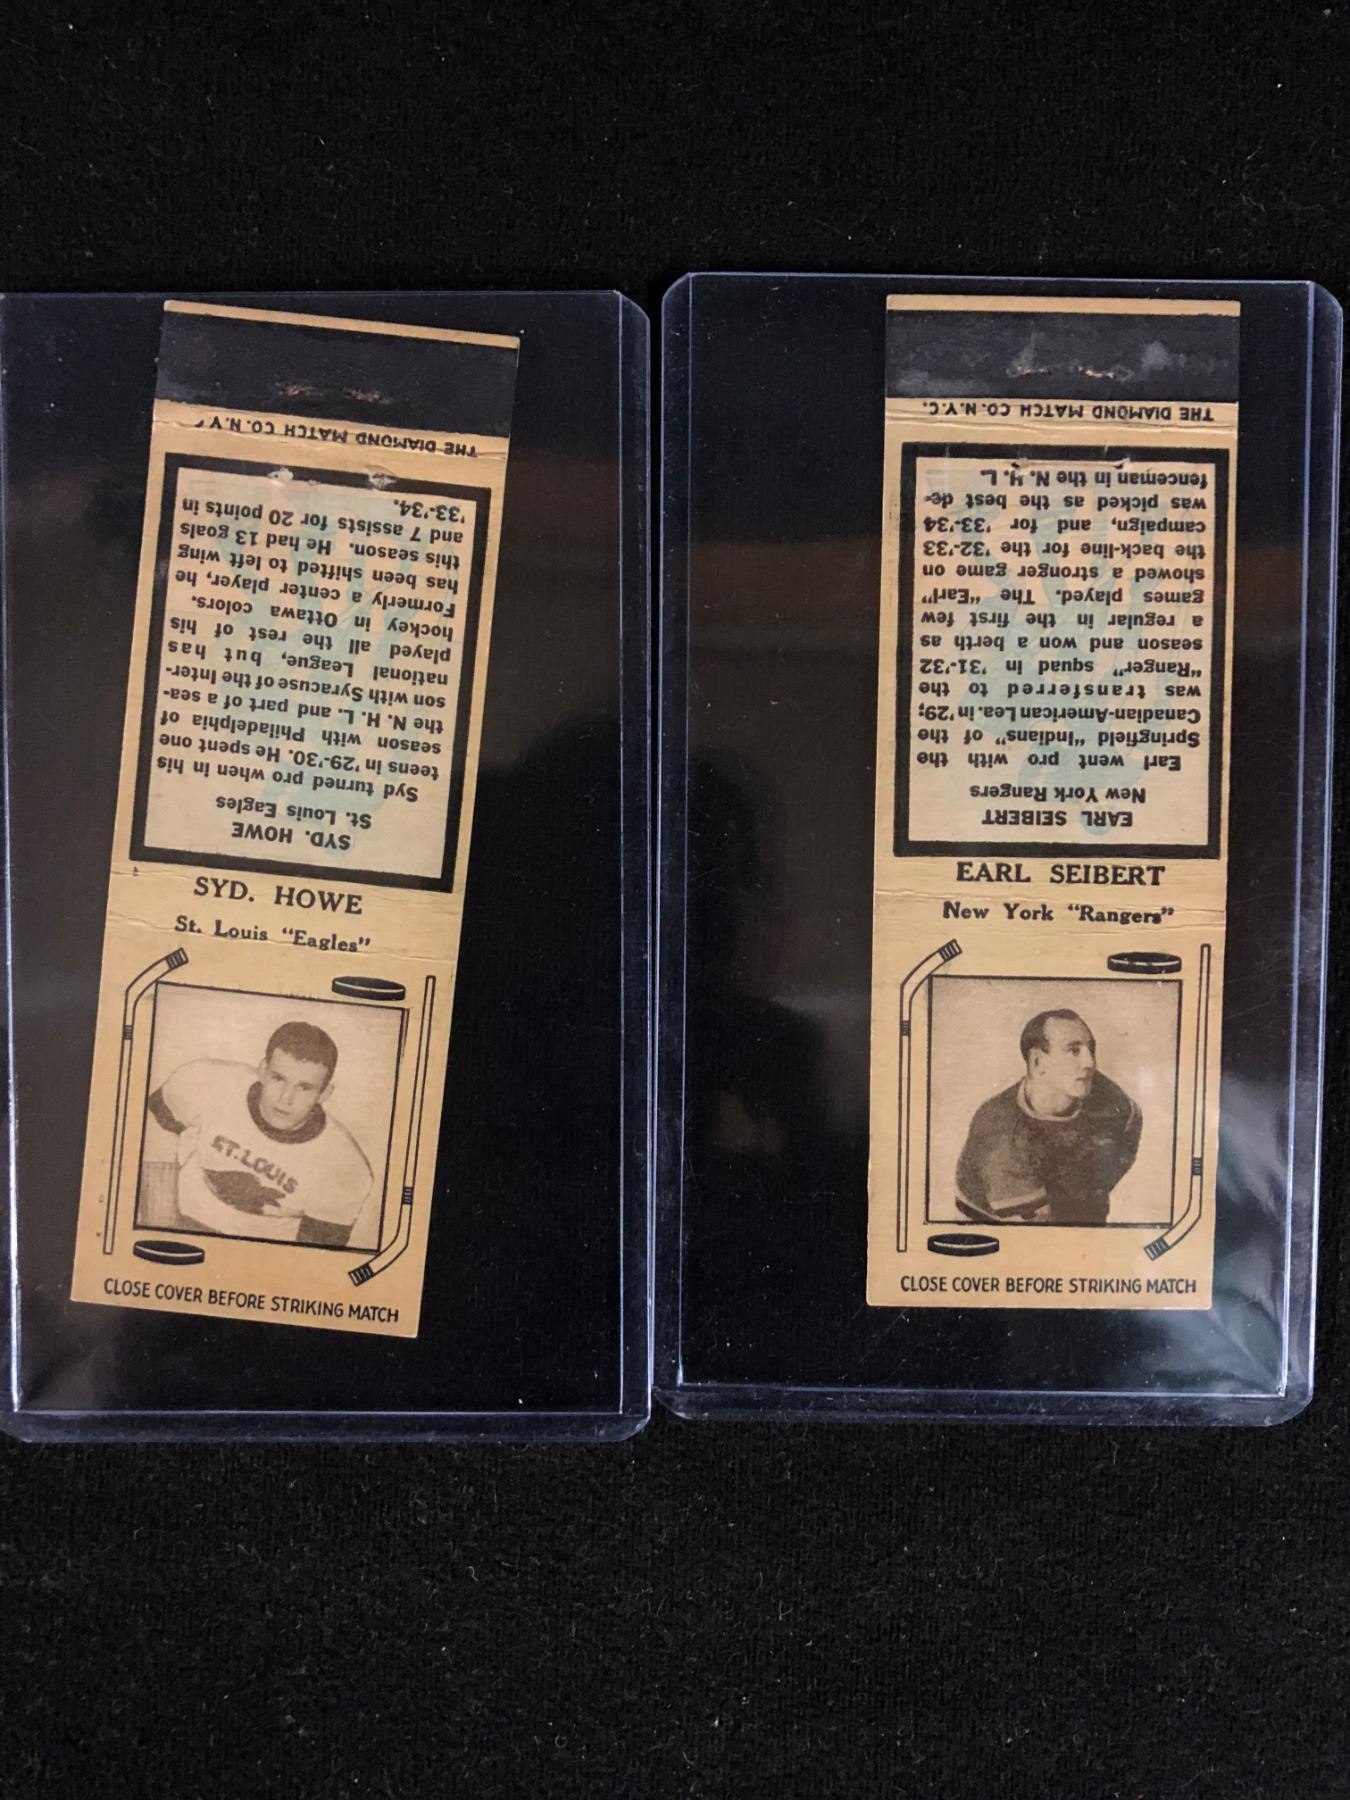 THE DIAMOND MATCH CO. N.Y.
SYD. HOWE
St. Louis Eagles
Syd turned pro when in his
teens in '29-'30. He spent one
season with Philadelphia of
the N. H. L. and part of a sea-
son with Syracuse of the Inter-
national League, but has
played all the rest of his
hockey in Ottawa colors.
Formerly a center player, he
has been shifted to left wing
this season. He had 13 goals
and 7 assists for 20 points in
'33-'34.
SYD. HOWE
St. Louis "Eagles"
ST. LOUIS
CLOSE COVER BEFORE STRIKING MATCH
THE DIAMOND MATCH CO. N.Y.C.
EARL SEIBERT
New York Rangers
Earl went pro with the
Springfield "Indians" of the
Canadian-American Lea. in '29;
was transferred to the
"Ranger" squad in '31-'32
season and won a berth as
a regular in the first few
games played. The "Earl"
showed a stronger game on
the back-line for the '32-'33
campaign, and for '33-'34
was picked as the best de-
fenceman in the N. H. L.
EARL SEIBERT
New York "Rangers"
CLOSE COVER BEFORE STRIKING MATCH